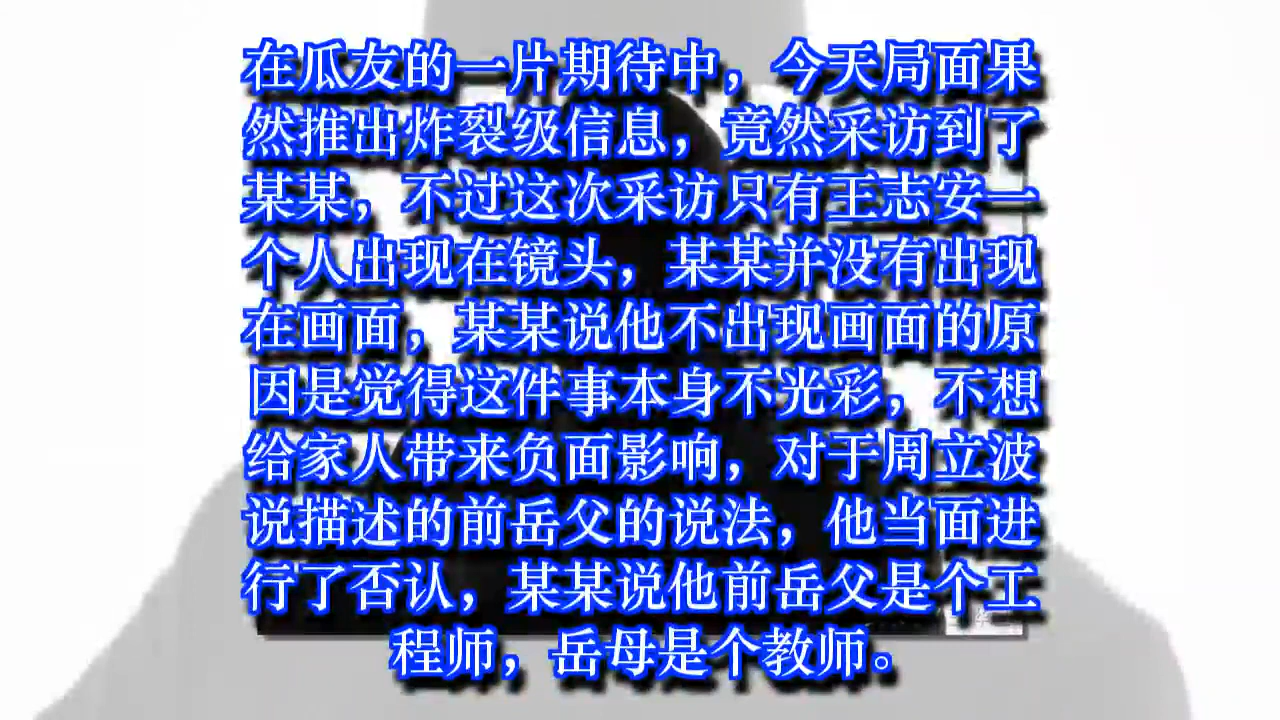 在瓜友的一片期待中，今天局面果
然推出炸裂级信息，竟然采访到了
某某，不过这次采访只有王志安一
个人出现在镜头，某某并没有出现
在画面，某某说他不出现画面的原
因是觉得这件事本身不光彩，不想
给家人带来负面影响，对于周立波
说描述的前岳父的说法，他当面进
行了否认，某某说他前岳父是个工
程师，岳母是个教师。